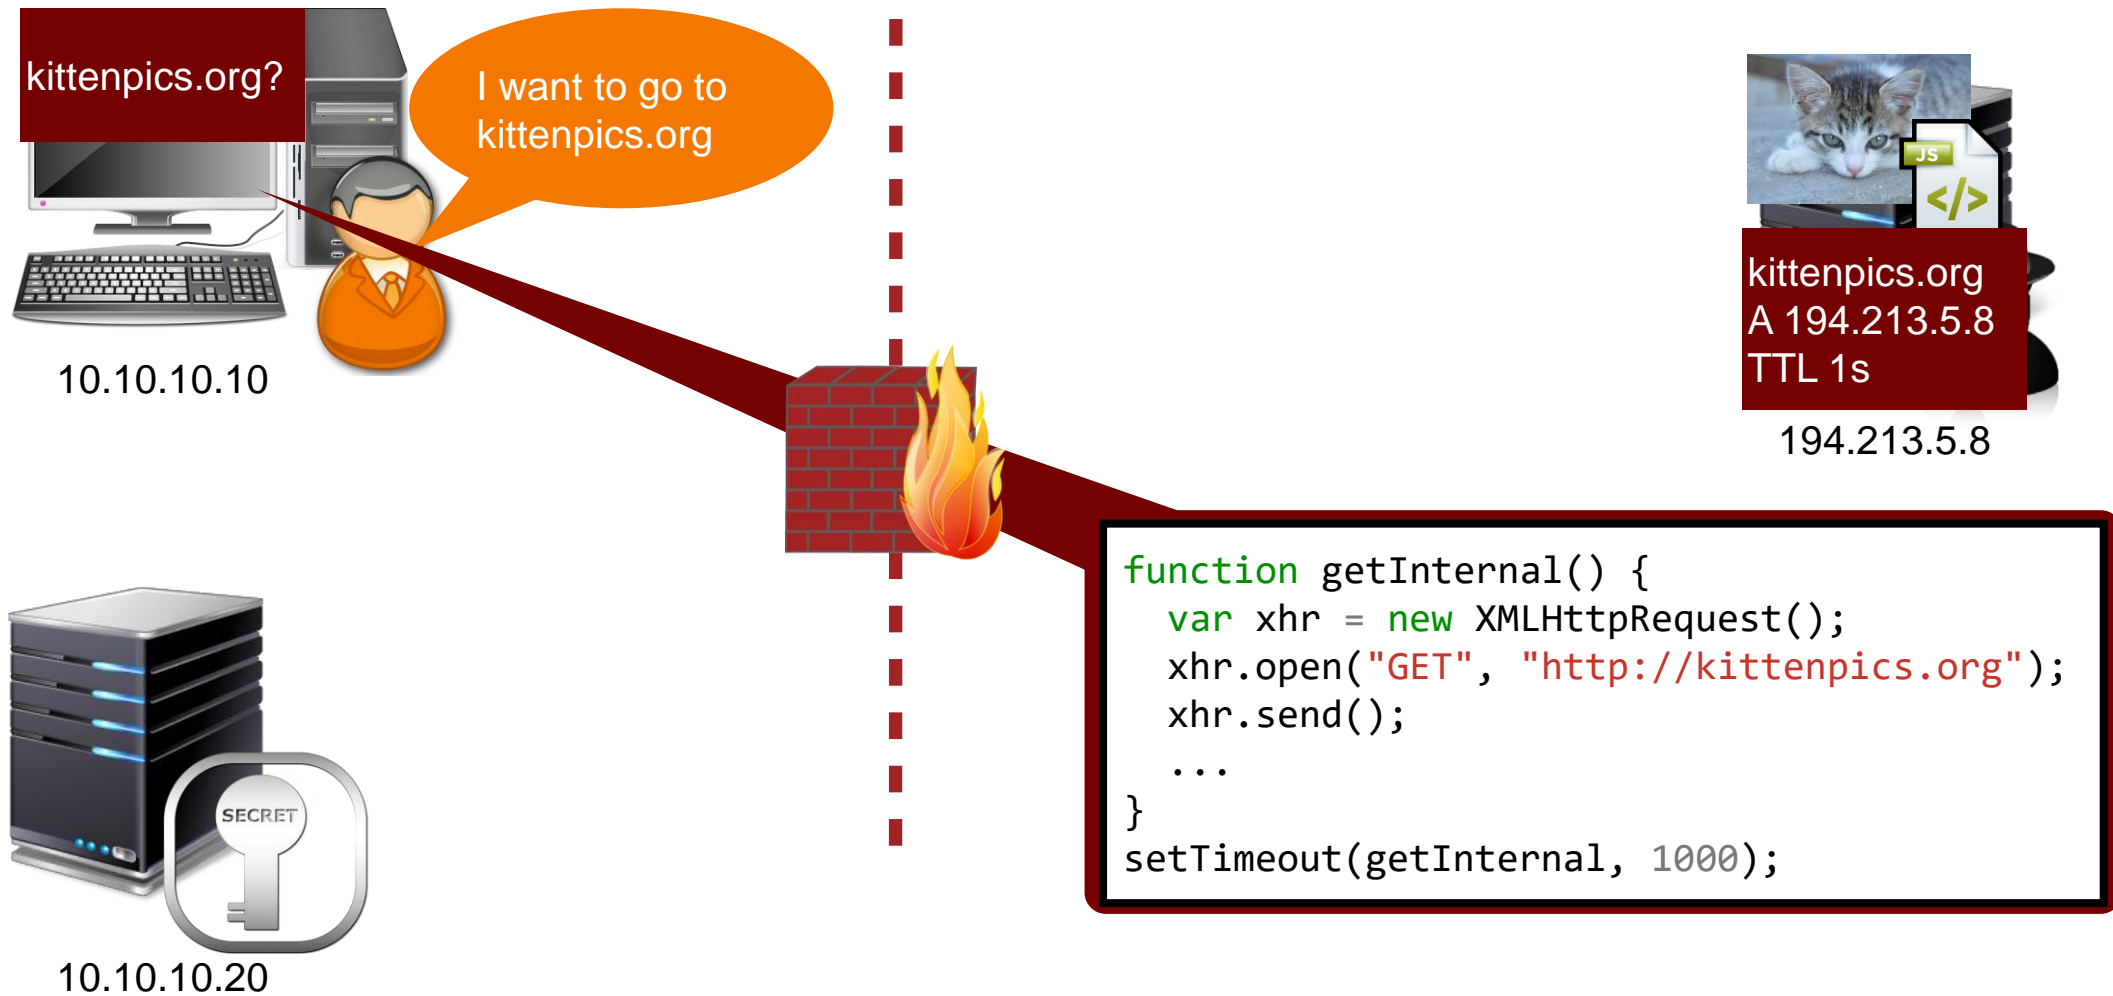 kittenpics.org?
I want to go to
kittenpics.org
10.10.10.10
JS
</>
kittenpics.org
A 194.213.5.8
TTL 1s
194.213.5.8
function getInternal() {
  var xhr = new XMLHttpRequest();
  xhr.open("GET", "http://kittenpics.org");
  xhr.send();
  ...
}
setTimeout(getInternal, 1000);
SECRET
10.10.10.20